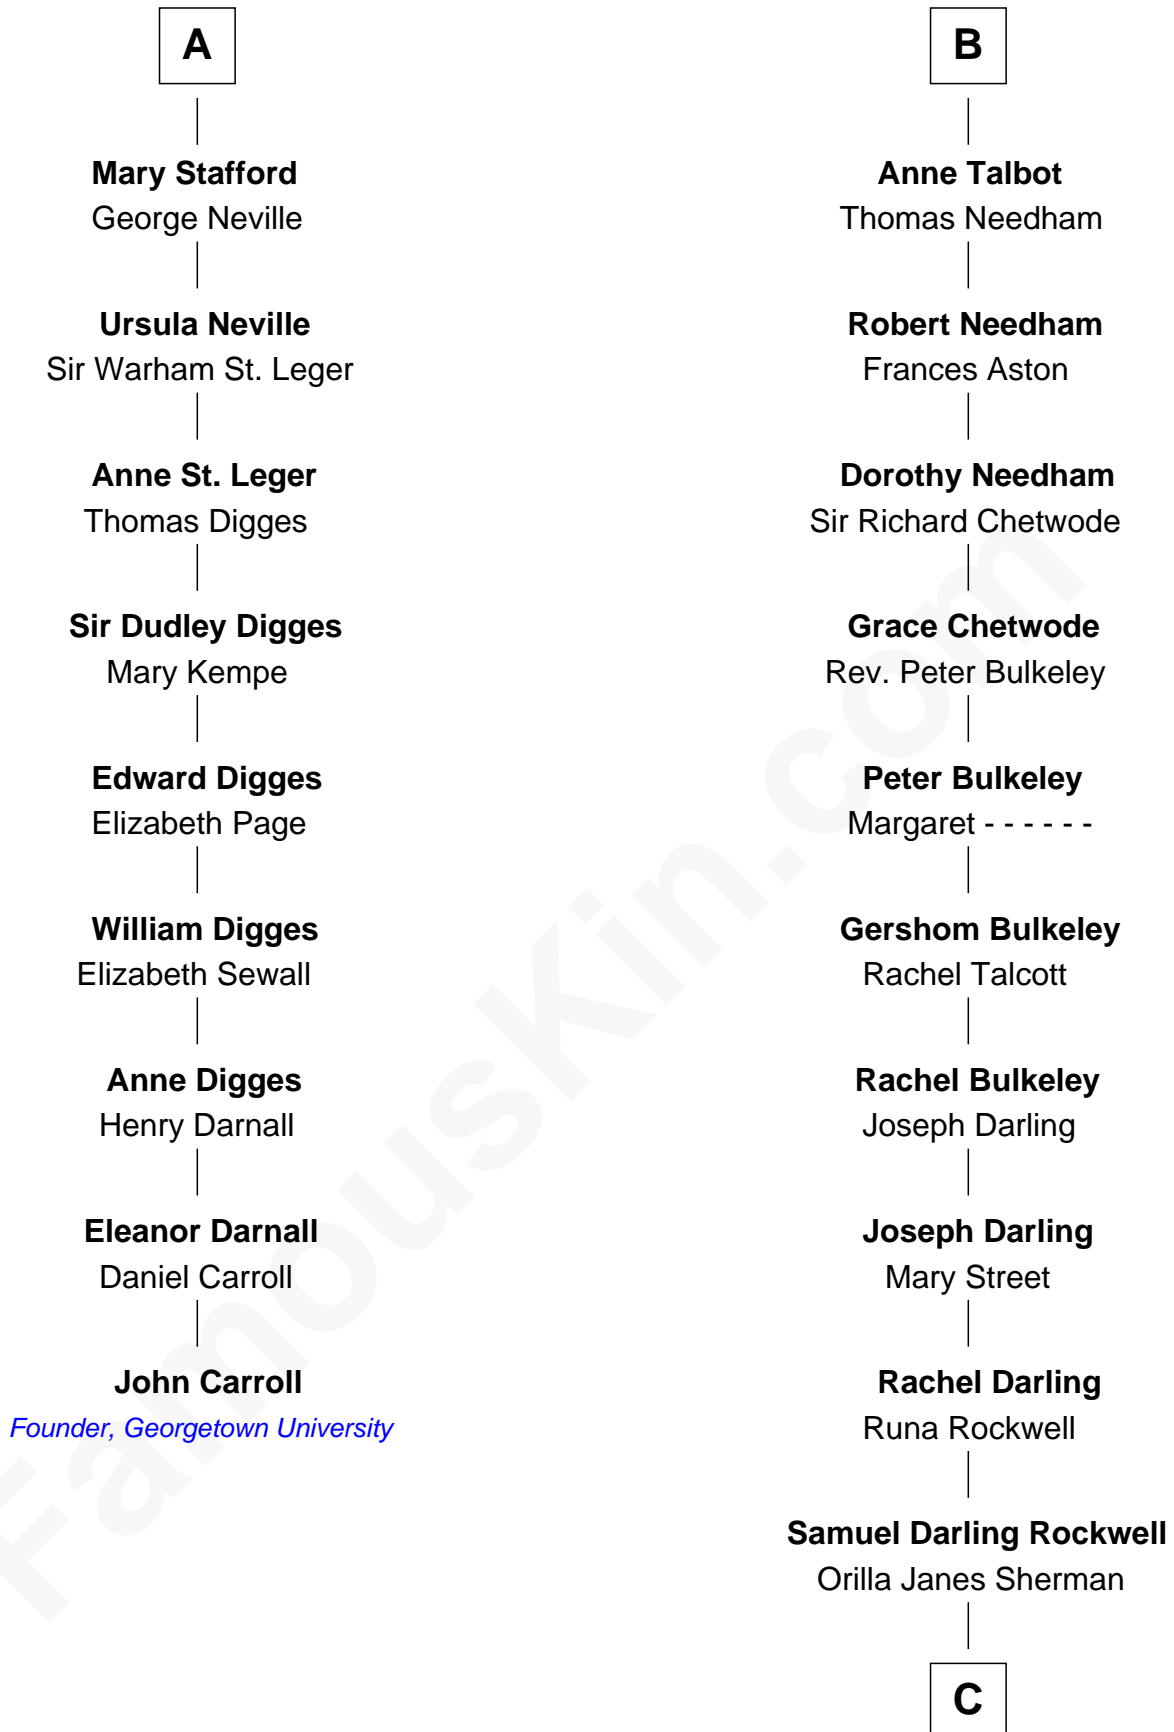 A
Mary Stafford
George Neville
Ursula Neville
Sir Warham St. Leger
Anne St. Leger
Thomas Digges
Sir Dudley Digges
Mary Kempe
Edward Digges
Elizabeth Page
William Digges
Elizabeth Sewall
Anne Digges
Henry Darnall
Eleanor Darnall
Daniel Carroll
John Carroll
Founder, Georgetown University
B
Anne Talbot
Thomas Needham
Robert Needham
Frances Aston
Dorothy Needham
Sir Richard Chetwode
Grace Chetwode
Rev. Peter Bulkeley
Peter Bulkeley
Margaret - - - - - -
Gershom Bulkeley
Rachel Talcott
Rachel Bulkeley
Joseph Darling
Joseph Darling
Mary Street
Rachel Darling
Runa Rockwell
Samuel Darling Rockwell
Orilla Janes Sherman
C
FamousKin.com